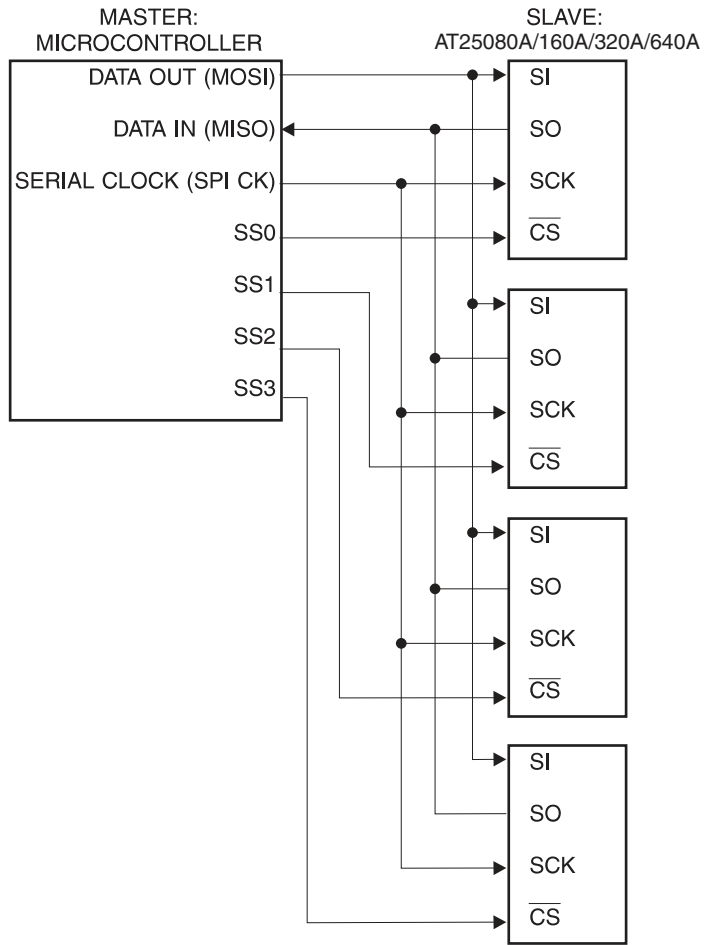 MASTER:
MICROCONTROLLER
SLAVE:
AT25080A/160A/320A/640A
DATA OUT (MOSI)
DATA IN (MISO)
SERIAL CLOCK (SPI CK)
SS0
SS1
SS2
SS3
SI
SO
SCK
CS
SI
SO
SCK
CS
SI
SO
SCK
CS
SI
SO
SCK
CS